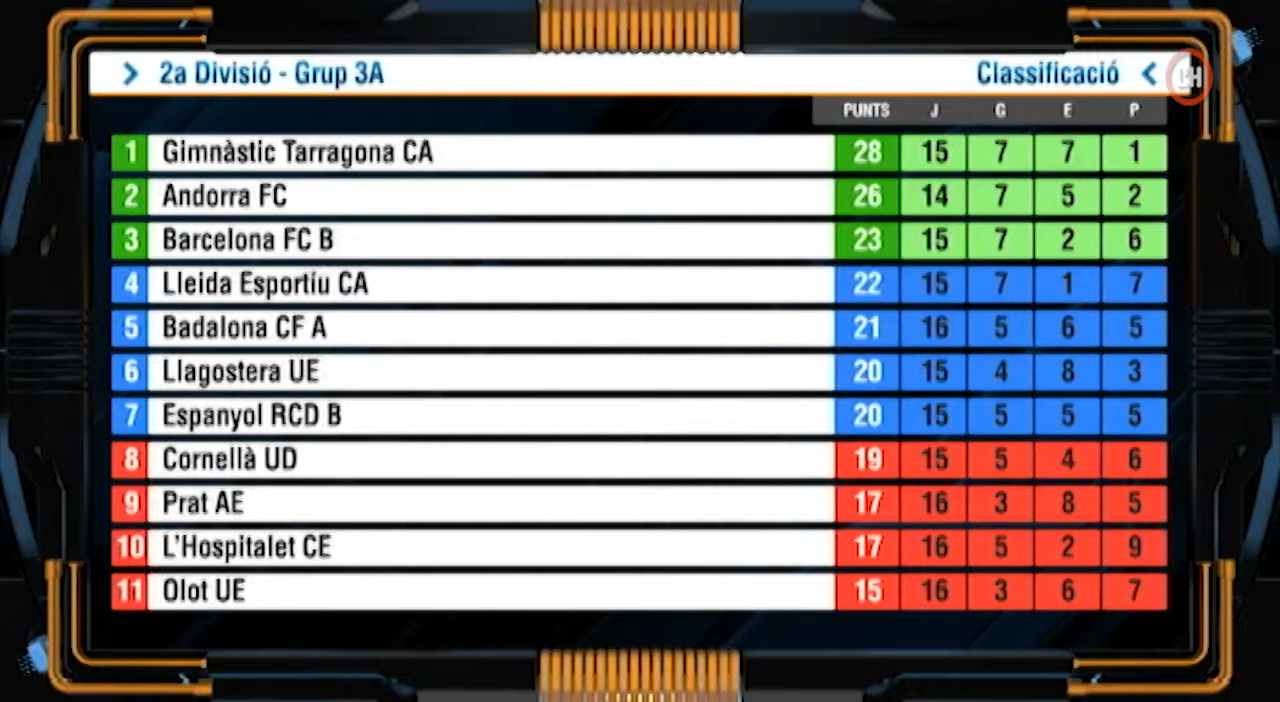 > 2a Divisió - Grup 3A Classificació <
PUNTS J G E P
1 Gimnàstic Tarragona CA 28 15 7 7 1
2 Andorra FC 26 14 7 5 2
3 Barcelona FC B 23 15 7 2 6
4 Lleida Esportíu CA 22 15 7 1 7
5 Badalona CF A 21 16 5 6 5
6 Llagostera UE 20 15 4 8 3
7 Espanyol RCD B 20 15 5 5 5
8 Cornellà UD 19 15 5 4 6
9 Prat AE 17 16 3 8 5
10 L'Hospitalet CE 17 16 5 2 9
11 Olot UE 15 16 3 6 7